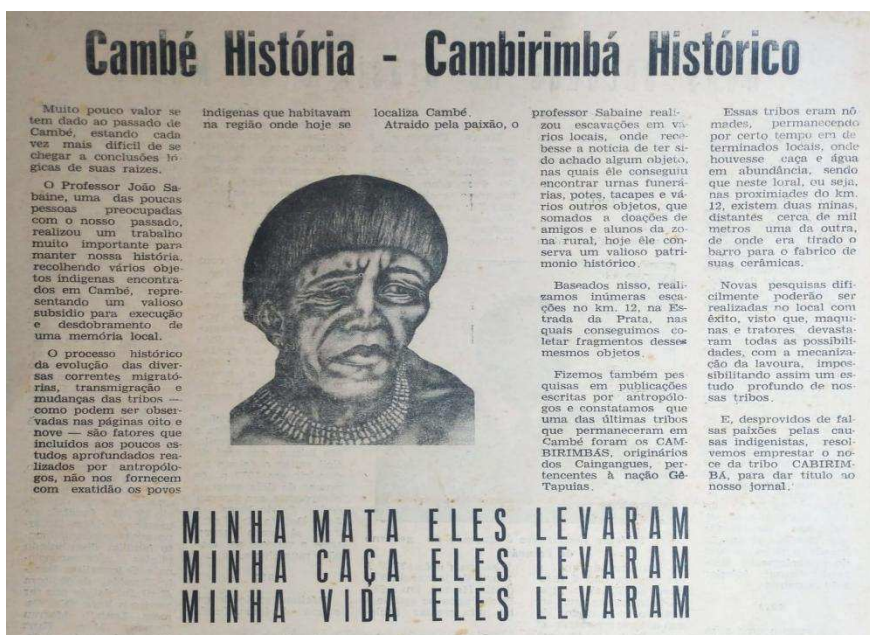 Cambé História - Cambirimbá Histórico
Muito pouco valor se
tem dado ao passado de
Cambé, estando cada
vez mais difícil de se
chegar a conclusões ló
gicas de suas raízes.
O Professor João Sa-
baine, uma das poucas
pessoas preocupadas
com o nosso passado,
realizou um trabalho
muito importante para
manter nossa história,
recolhendo vários obje-
tos indígenas encontra-
dos em Cambé, repre-
sentando um valioso
subsidio para execução
e desdobramento de
uma memória local.
O processo histórico
da evolução das diver-
sas correntes migrató-
rias, transmigração e
mudanças das tribos —
como podem ser obser-
vadas nas páginas oito e
nove — são fatores que
incluidos aos poucos es-
tudos aprofundados rea-
lizados por antropólo-
gos, não nos fornecem
com exatidão os povos
indígenas que habitavam
na região onde hoje se
localiza Cambé.
Atraido pela paixão, o
professor Sabaine reali-
zou escavações em vá-
rios locais, onde rece-
besse a notícia de ter si-
do achado algum objeto,
nas quais êle conseguiu
encontrar urnas funerá-
rias, potes, tacapes e vá-
rios outros objetos, que
somados a doações de
amigos e alunos da zo-
na rural, hoje êle con-
serva um valioso patri-
monio histórico.
Baseados nisso, reali-
zamos inúmeras esca-
ções no km. 12, na Es-
trada da Prata, nas
quais conseguimos co-
letar fragmentos desses
mesmos objetos.
Fizemos também pes
quisas em publicações
escritas por antropólo-
gos e constatamos que
uma das últimas tribos
que permaneceram em
Cambé foram os CAM-
BIRIMBÁS, originários
dos Caingangues, per-
tencentes à nação Gê-
Tapuias.
Essas tribos eram nô
mades, permanecendo
por certo tempo em de
terminados locais, onde
houvesse caça e água
em abundância, sendo
que neste loral, ou seja,
nas proximiades do km.
12, existem duas minas,
distantés cerca de mil
metros uma da outra,
de onde era tirado o
barro para o fabrico de
suas cerâmicas.
Novas pesquisas difi-
cilmente poderão ser
realizadas no local com
êxito, visto que, máqui-
nas e tratores devasta-
ram todas as possibili-
dades, com a mecaniza-
ção da lavoura, impos-
sibilitando assim um es-
tudo profundo de nos-
sas tribos.
E, desprovidos de fal-
sas paixões pelas cau-
sas indigenistas, resol-
vemos emprestar o no-
ce da tribo CABIRIM-
BÁ, para dar título ao
nosso jornal.
MINHA MATA ELES LEVARAM
MINHA CAÇA ELES LEVARAM
MINHA VIDA ELES LEVARAM